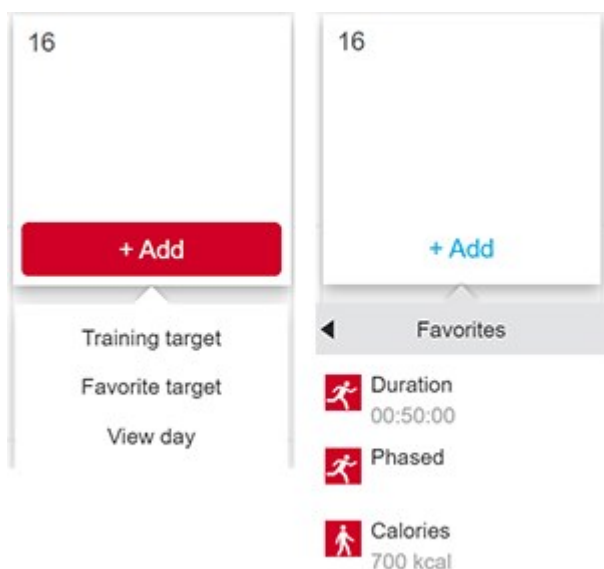 16
+ Add
Training target
Favorite target
View day
16
+ Add
Favorites
Duration
00:50:00
Phased
Calories
700 kcal